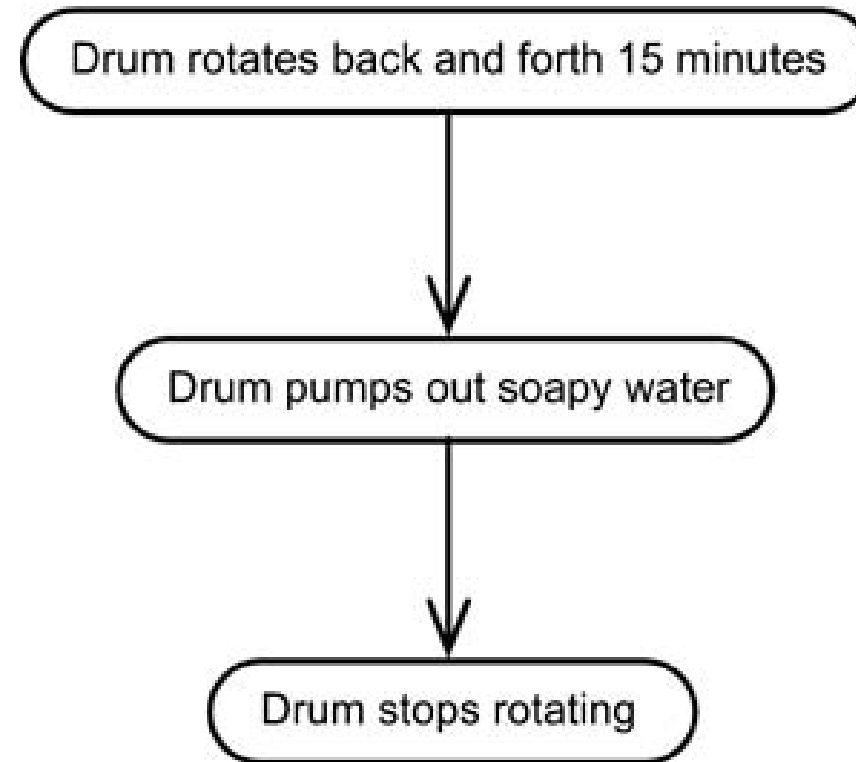 Drum rotates back and forth 15 minutes
Drum pumps out soapy water
Drum stops rotating